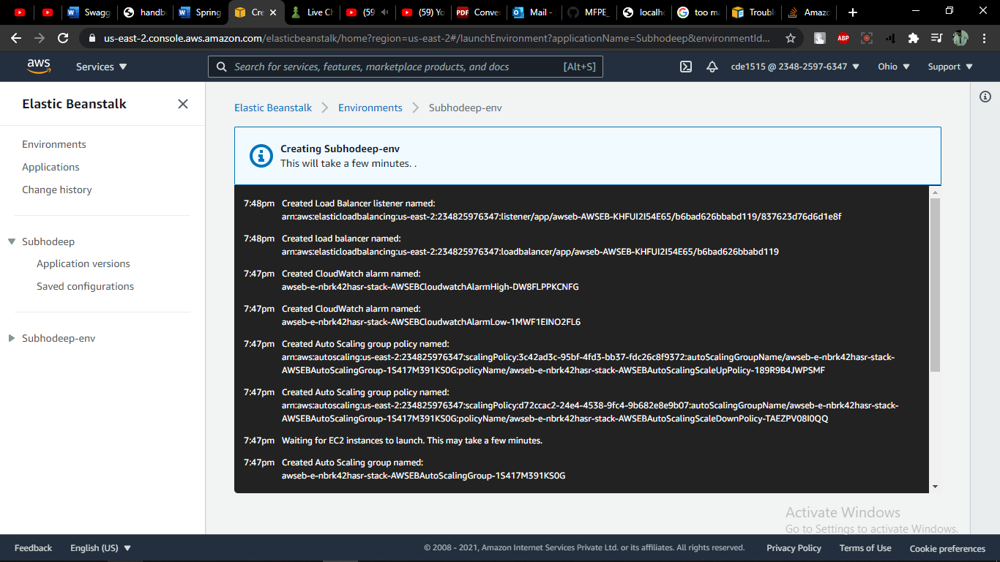 Swagg
handb
Spring
Cre
Live Ch
(59)
(59) Yo
PDF
Conver
Mail -
MFPE_
localho
too ma
Troubl
Amazo
us-east-2.console.aws.amazon.com/elasticbeanstalk/home?region=us-east-2#/launchEnvironment?applicationName=Subhodeep&environmentId...
ABP
aws
Services
Search for services, features, marketplace products, and docs
[Alt+S]
cde1515 @ 2348-2597-6347
Ohio
Support
Elastic Beanstalk
Environments
Applications
Change history
Subhodeep
Application versions
Saved configurations
Subhodeep-env
Elastic Beanstalk
Environments
Subhodeep-env
Creating Subhodeep-env
This will take a few minutes. .
7:48pm Created Load Balancer listener named:
arn:aws:elasticloadbalancing:us-east-2:234825976347:listener/app/awseb-AWSEB-KHFUI2I54E65/b6bad626bbabd119/837623d76d6d1e8f
7:48pm Created load balancer named:
arn:aws:elasticloadbalancing:us-east-2:234825976347:loadbalancer/app/awseb-AWSEB-KHFUI2I54E65/b6bad626bbabd119
7:47pm Created CloudWatch alarm named:
awseb-e-nbrk42hasr-stack-AWSEBCloudwatchAlarmHigh-DW8FLPPKCNFG
7:47pm Created CloudWatch alarm named:
awseb-e-nbrk42hasr-stack-AWSEBCloudwatchAlarmLow-1MWF1EINO2FL6
7:47pm Created Auto Scaling group policy named:
arn:aws:autoscaling:us-east-2:234825976347:scalingPolicy:3c42ad3c-95bf-4fd3-bb37-fdc26c8f9372:autoScalingGroupName/awseb-e-nbrk42hasr-stack-
AWSEBAutoScalingGroup-1S417M391KS0G:policyName/awseb-e-nbrk42hasr-stack-AWSEBAutoScalingScaleUpPolicy-189R9B4JWPSMF
7:47pm Created Auto Scaling group policy named:
arn:aws:autoscaling:us-east-2:234825976347:scalingPolicy:d72ccac2-24e4-4538-9fc4-9b682e8e9b07:autoScalingGroupName/awseb-e-nbrk42hasr-stack-
AWSEBAutoScalingGroup-1S417M391KS0G:policyName/awseb-e-nbrk42hasr-stack-AWSEBAutoScalingScaleDownPolicy-TAEZPV08I0QQ
7:47pm Waiting for EC2 instances to launch. This may take a few minutes.
7:47pm Created Auto Scaling group named:
awseb-e-nbrk42hasr-stack-AWSEBAutoScalingGroup-1S417M391KS0G
Activate Windows
Go to Settings to activate Windows.
Feedback
English (US)
© 2008 - 2021, Amazon Internet Services Private Ltd. or its affiliates. All rights reserved.
Privacy Policy
Terms of Use
Cookie preferences